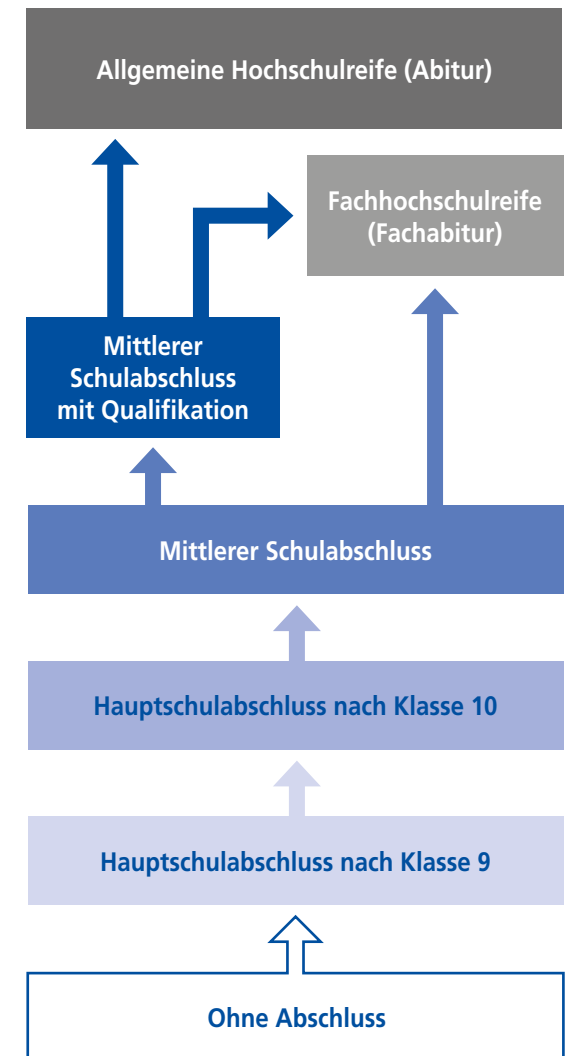 Allgemeine Hochschulreife (Abitur)
Fachhochschulreife
(Fachabitur)
Mittlerer
Schulabschluss
mit Qualifikation
Mittlerer Schulabschluss
Hauptschulabschluss nach Klasse 10
Hauptschulabschluss nach Klasse 9
Ohne Abschluss